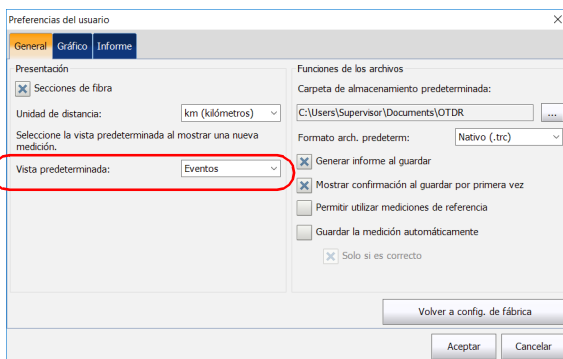 Preferencias del usuario
General Gráfico Informe
Presentación
Secciones de fibra
Unidad de distancia: km (kilómetros)
Seleccione la vista predeterminada al mostrar una nueva
medición.
Vista predeterminada: Eventos
Funciones de los archivos
Carpeta de almacenamiento predeterminada:
C:\Users\Supervisor\Documents\OTDR ...
Formato arch. predeterm: Nativo (.trc)
Generar informe al guardar
Mostrar confirmación al guardar por primera vez
Permitir utilizar mediciones de referencia
Guardar la medición automáticamente
Solo si es correcto
Volver a config. de fábrica
Aceptar Cancelar